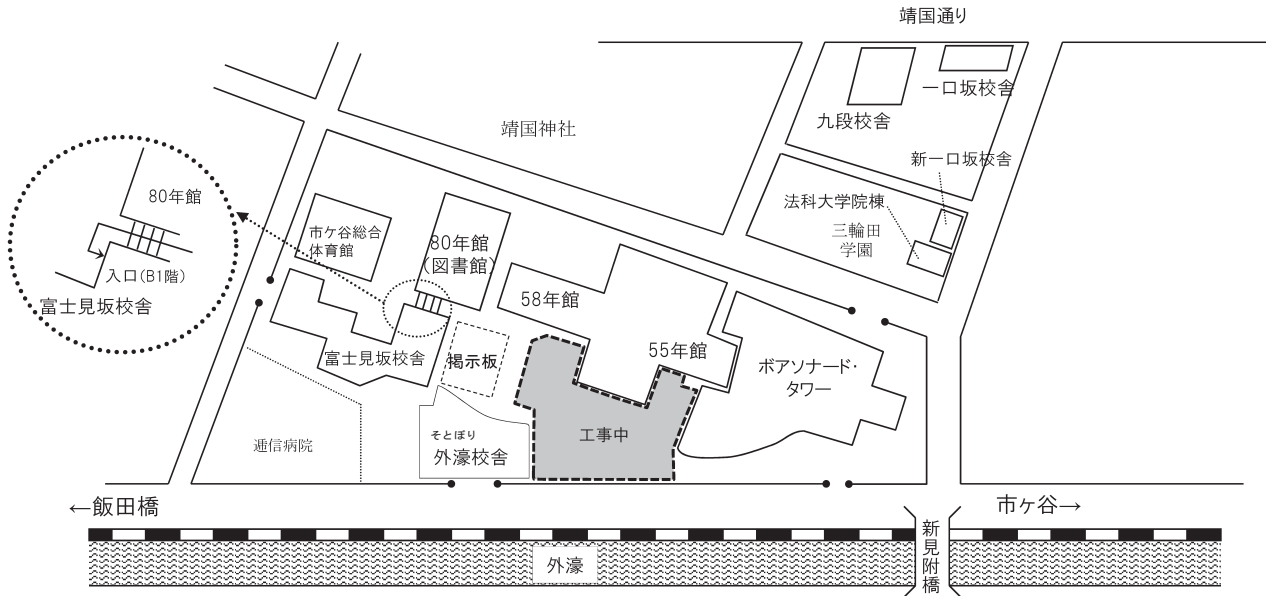 靖国通り
一口坂校舎
九段校舎
靖国神社
新一口坂校舎
80年館
法科大学院棟
三輪田
学園
市ケ谷総合
体育館
80年館
(図書館)
入口(B1階)
富士見坂校舎
58年館
55年館
富士見坂校舎
掲示板
ボアソナード・
タワー
そとぼり
外濠校舎
工事中
逓信病院
←飯田橋
市ヶ谷→
新見附橋
外濠